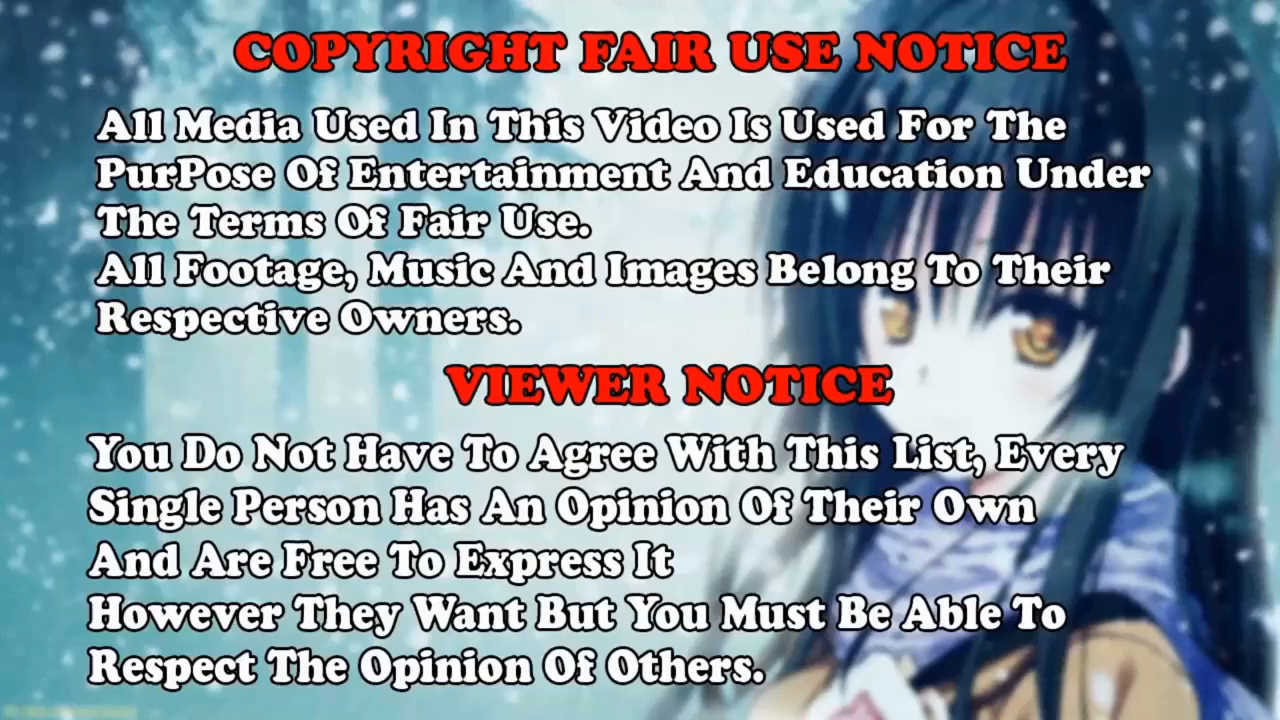 COPYRIGHT FAIR USE NOTICE
All Media Used In This Video Is Used For The
PurPose Of Entertainment And Education Under
The Terms Of Fair Use.
All Footage, Music And Images Belong To Their
Respective Owners.
VIEWER NOTICE
You Do Not Have To Agree With This List, Every
Single Person Has An Opinion Of Their Own
And Are Free To Express It
However They Want But You Must Be Able To
Respect The Opinion Of Others.